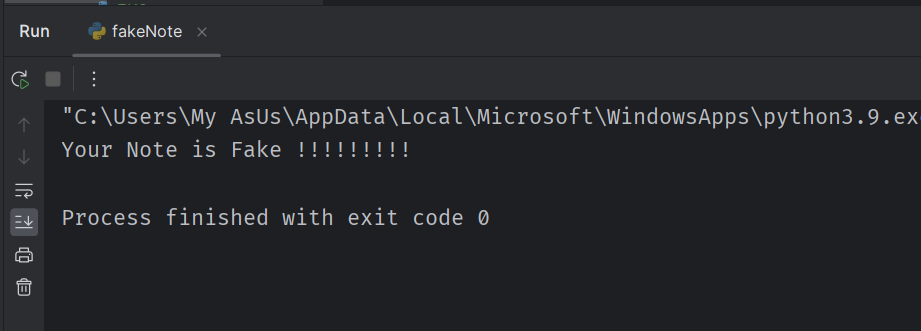 Run fakeNote
"C:\Users\My AsUs\AppData\Local\Microsoft\WindowsApps\python3.9.ex
Your Note is Fake !!!!!!!!!
Process finished with exit code 0